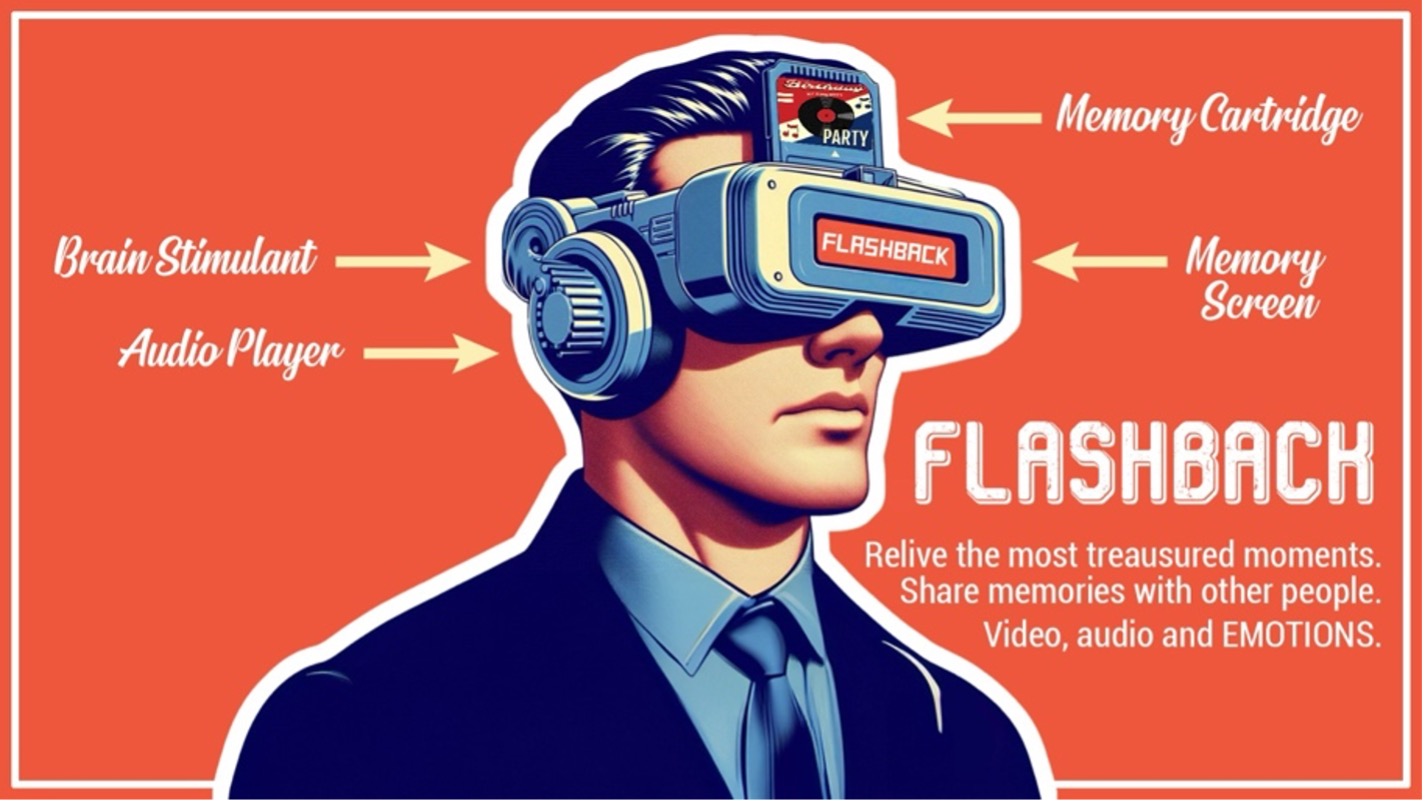 Birthday
PARTY
Memory Cartridge
FLASHBACK
Brain Stimulant
Memory
Screen
Audio Player
FLASHBACK
Relive the most treausured moments.
Share memories with other people.
Video, audio and EMOTIONS.